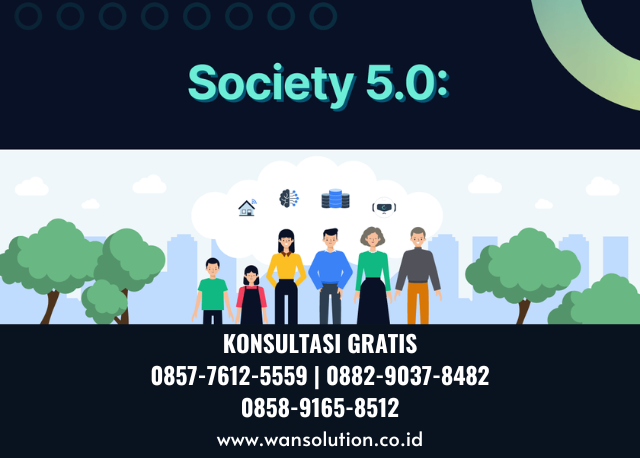 Society 5.0:
KONSULTASI GRATIS
0857-7612-5559 | 0882-9037-8482
0858-9165-8512
www.wansolution.co.id